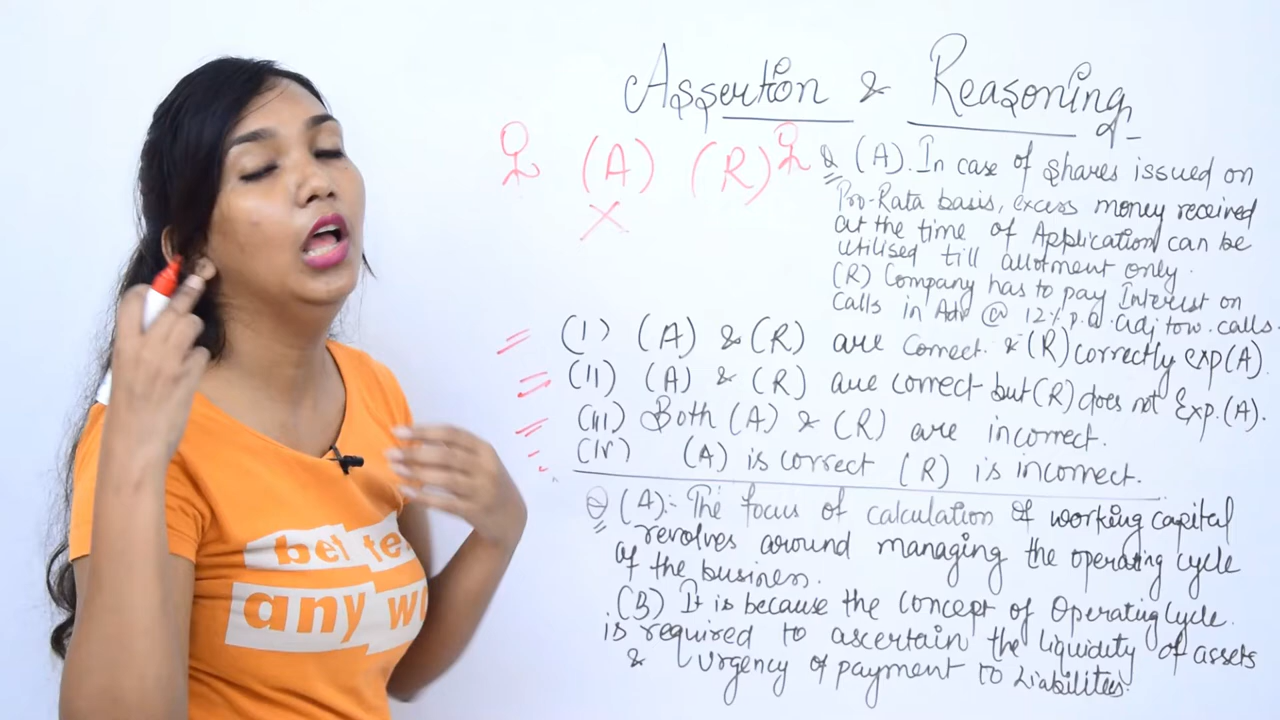 Assertion & Reasoning
Q (A) (R) Q
X
Q (A). In case of shares issued on
Pro-Rata basis, excess money received
at the time of Application can be
utilised till allotment only.
(R) Company has to pay Interest on
Calls in Adv @ 12% p.a. adj tow. calls.
(I) (A) & (R) are correct. & (R) correctly exp (A).
(II) (A) & (R) are correct but (R) does not Exp. (A).
(III) Both (A) & (R) are incorrect.
(IV) (A) is correct (R) is incorrect.
Q (A):- The focus of calculation of working capital
revolves around managing the operating cycle
of the business.
(B) It is because the concept of Operating Cycle.
is required to ascertain the liquidity of assets
& Urgency of payment to Liabilities.
any